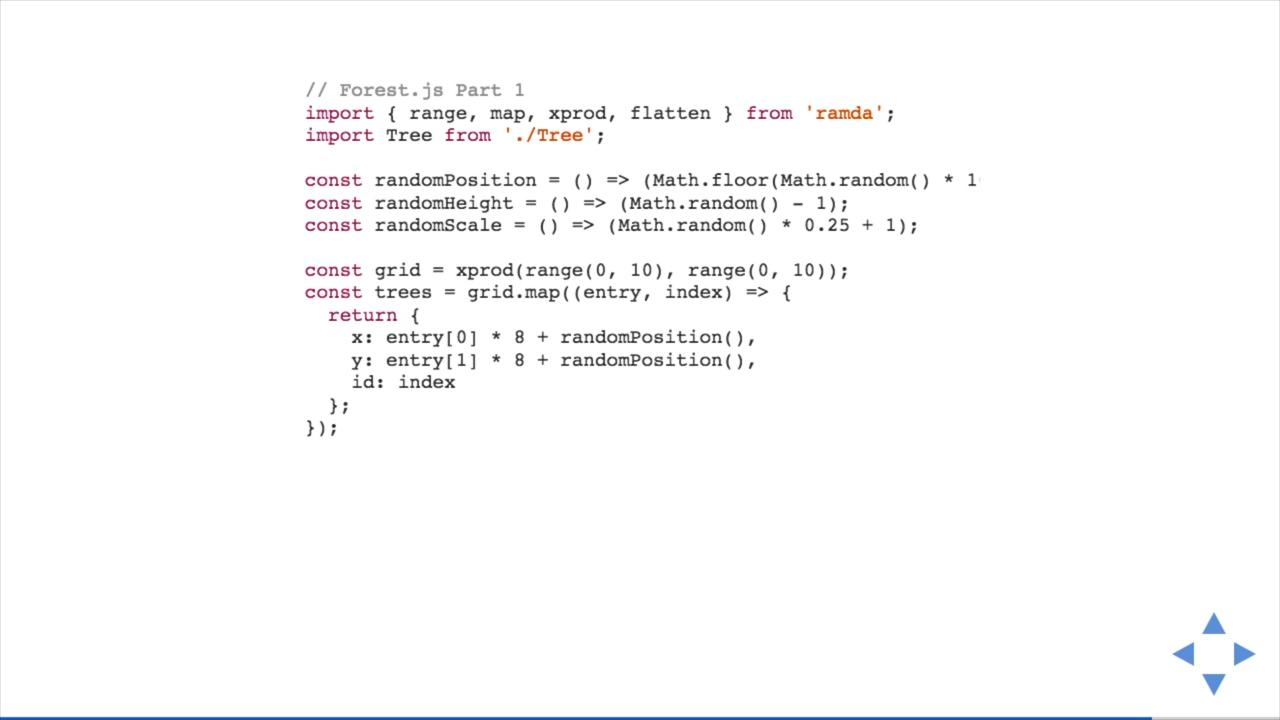 // Forest.js Part 1
import { range, map, xprod, flatten } from 'ramda';
import Tree from './Tree';
const randomPosition = () => (Math.floor(Math.random() * 1
const randomHeight = () => (Math.random() - 1);
const randomScale = () => (Math.random() * 0.25 + 1);
const grid = xprod(range(0, 10), range(0, 10));
const trees = grid.map((entry, index) => {
  return {
    x: entry[0] * 8 + randomPosition(),
    y: entry[1] * 8 + randomPosition(),
    id: index
  };
});